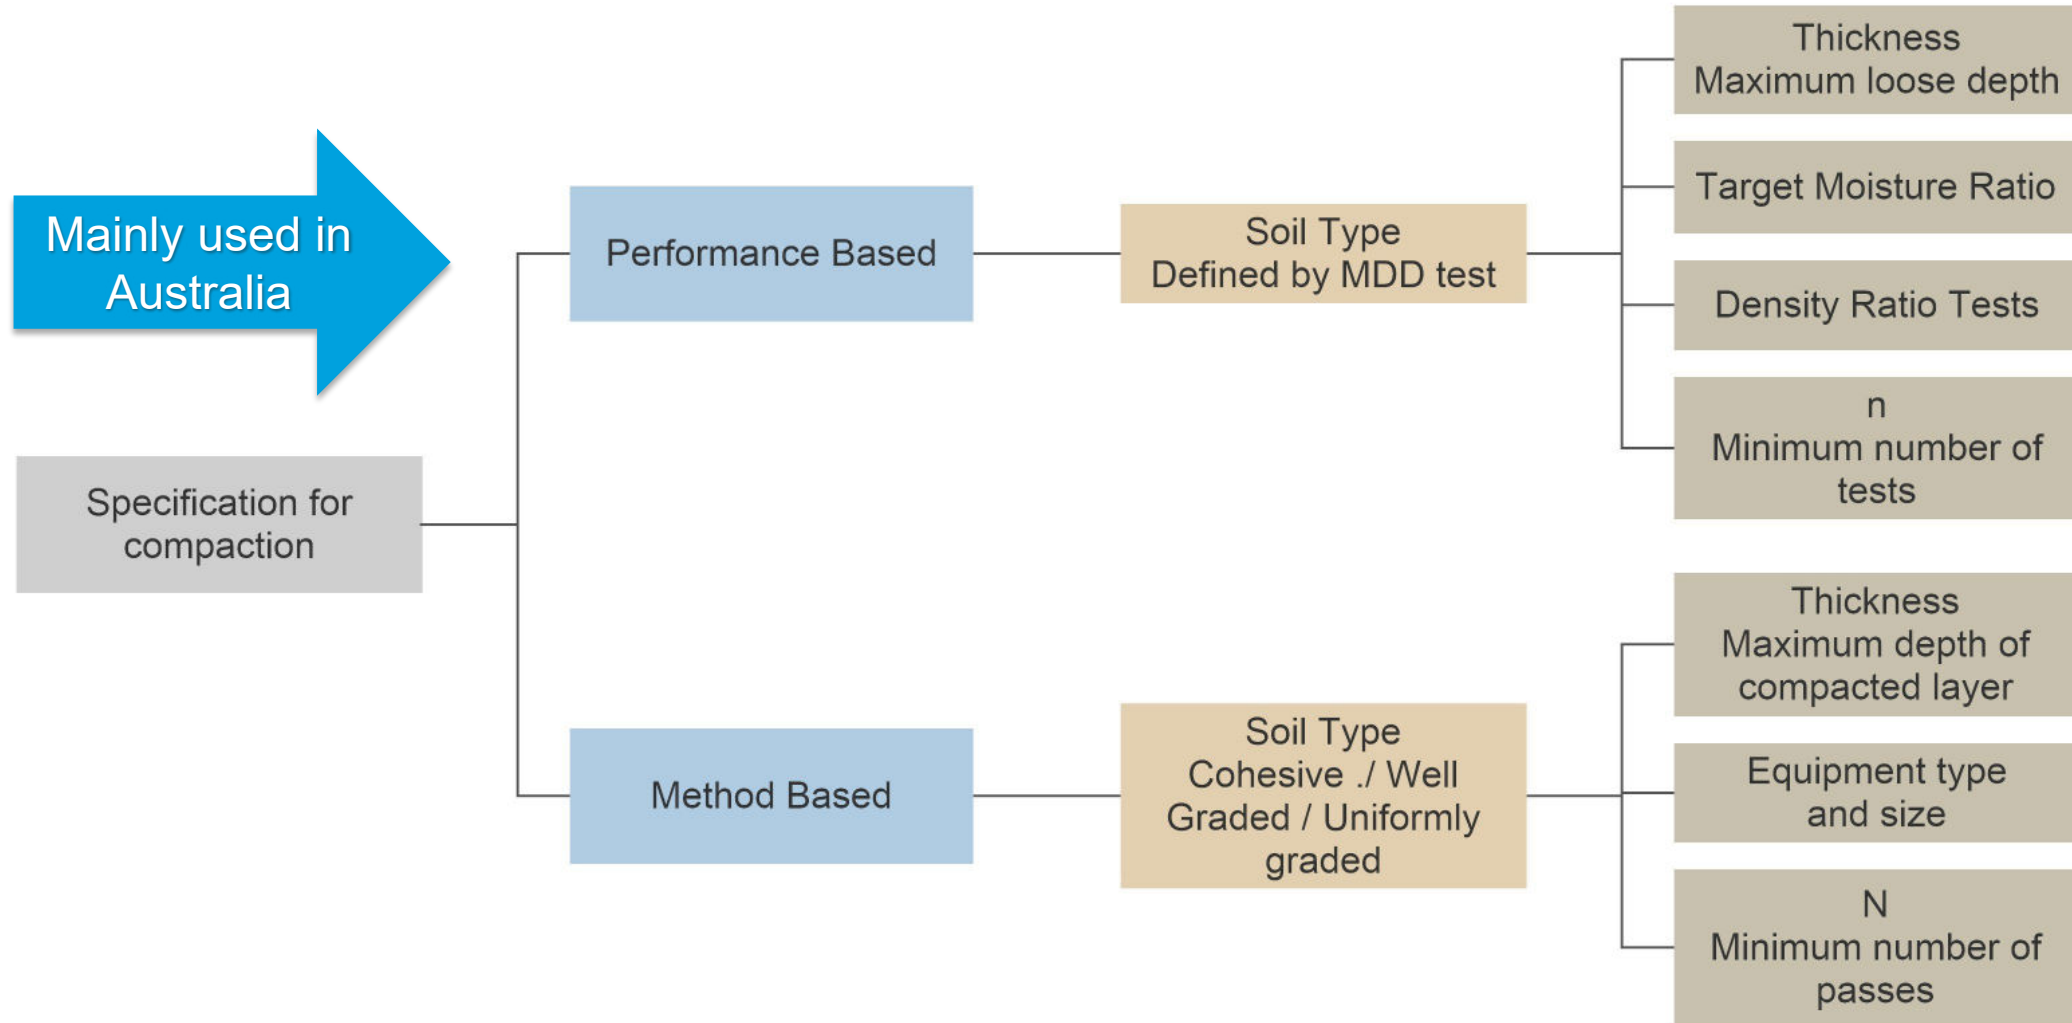 Mainly used in
Australia
Specification for
compaction
Performance Based
Soil Type
Defined by MDD test
Thickness
Maximum loose depth
Target Moisture Ratio
Density Ratio Tests
n
Minimum number of
tests
Method Based
Soil Type
Cohesive ./ Well
Graded / Uniformly
graded
Thickness
Maximum depth of
compacted layer
Equipment type
and size
N
Minimum number of
passes